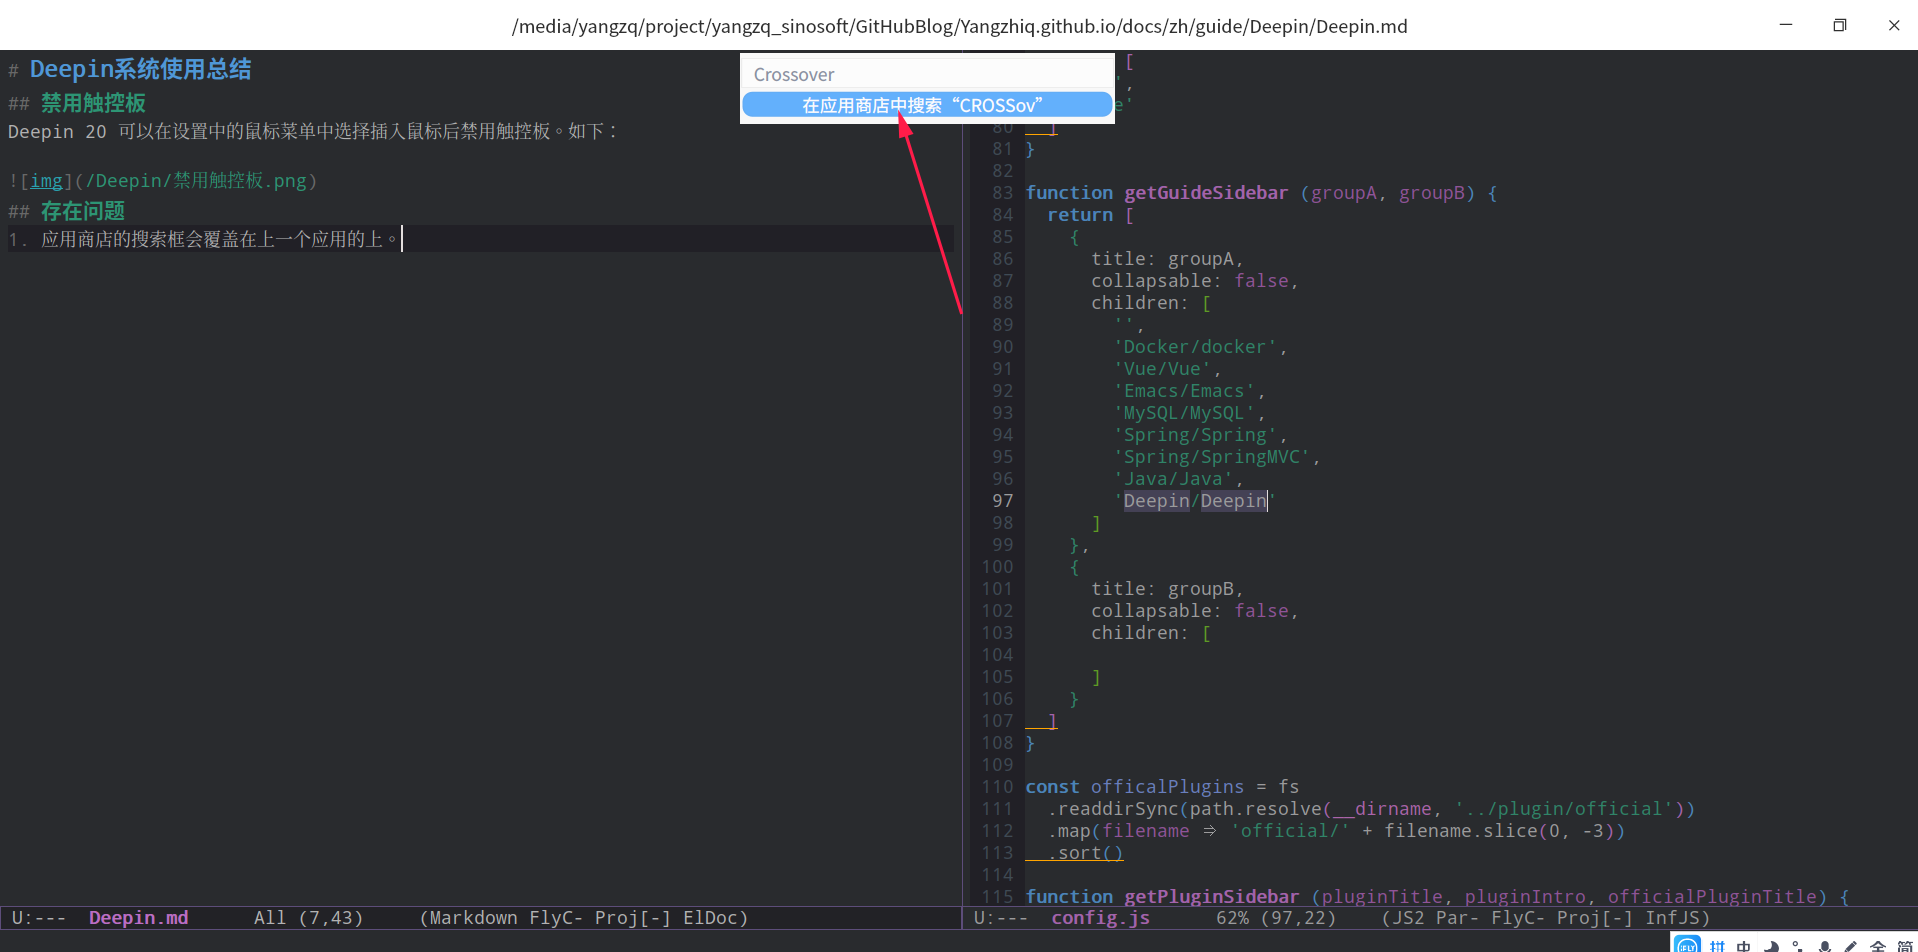 /media/yangzq/project/yangzq_sinosoft/GitHubBlog/Yangzhiq.github.io/docs/zh/guide/Deepin/Deepin.md
# Deepin系统使用总结
## 禁用触控板
Deepin 20 可以在设置中的鼠标菜单中选择插入鼠标后禁用触控板。如下：
![img](/Deepin/禁用触控板.png)
## 存在问题
1. 应用商店的搜索框会覆盖在上一个应用的上。
Crossover
在应用商店中搜索“CROSSov”
[
',
e'
80   ]
81 }
82
83 function getGuideSidebar (groupA, groupB) {
84   return [
85     {
86       title: groupA,
87       collapsable: false,
88       children: [
89         '',
90         'Docker/docker',
91         'Vue/Vue',
92         'Emacs/Emacs',
93         'MySQL/MySQL',
94         'Spring/Spring',
95         'Spring/SpringMVC',
96         'Java/Java',
97         'Deepin/Deepin'
98       ]
99     },
100     {
101       title: groupB,
102       collapsable: false,
103       children: [
104
105       ]
106     }
107   ]
108 }
109
110 const officalPlugins = fs
111   .readdirSync(path.resolve(__dirname, '../plugin/official'))
112   .map(filename ⇒ 'official/' + filename.slice(0, -3))
113   .sort()
114
115 function getPluginSidebar (pluginTitle, pluginIntro, officialPluginTitle) {
U:--- Deepin.md All (7,43) (Markdown FlyC- Proj[-] ElDoc)
U:--- config.js 62% (97,22) (JS2 Par- FlyC- Proj[-] InfJS)
iFLY 拼 中 全 简